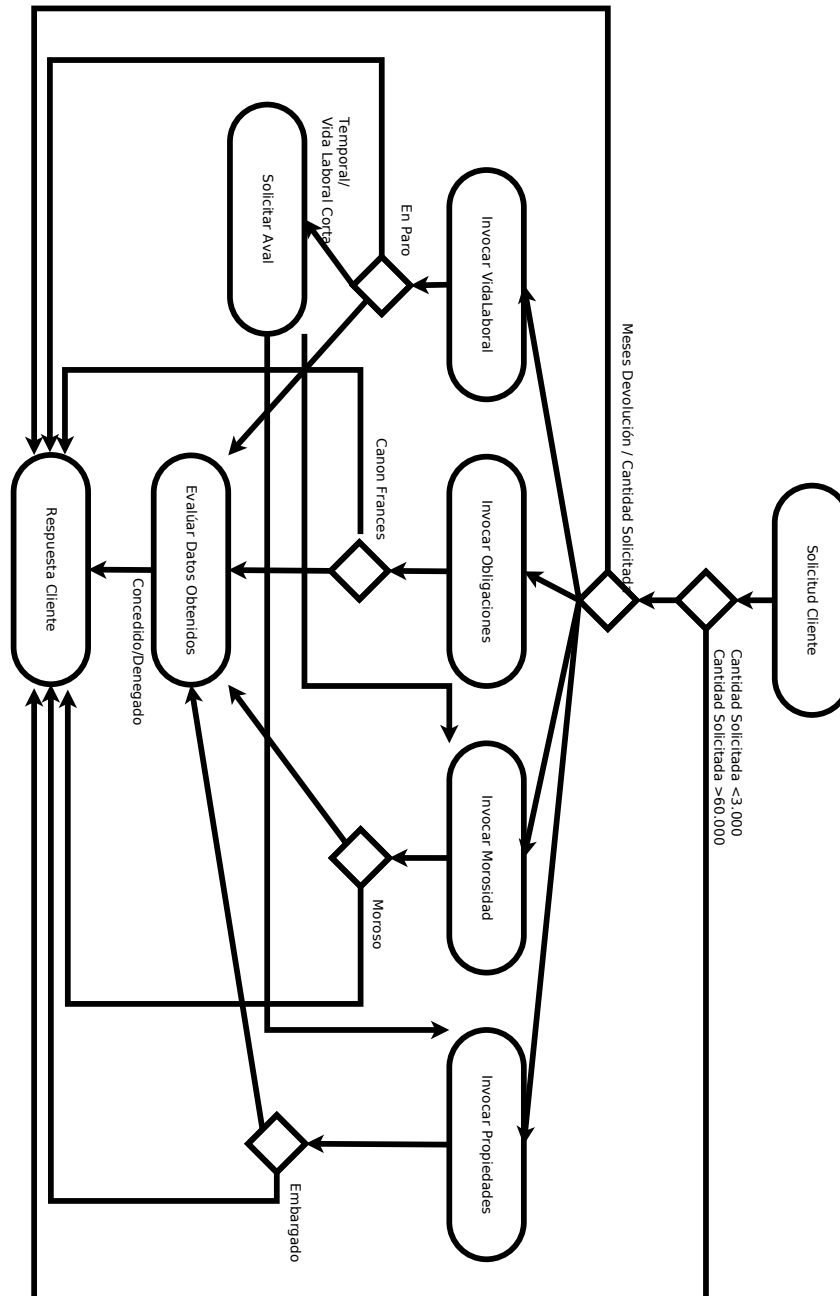 Solicitud Cliente
Cantidad Solicitada <3.000
Cantidad Solicitada >60.000
Meses Devolución / Cantidad Solicitad
Invocar VidaLaboral
Invocar Obligaciones
Invocar Morosidad
Invocar Propiedades
En Paro
Canon Frances
Moroso
Embargado
Temporal/
Vida Laboral Corta
Solicitar Aval
Evalúar Datos Obtenidos
Concedido/Denegado
Respuesta Cliente